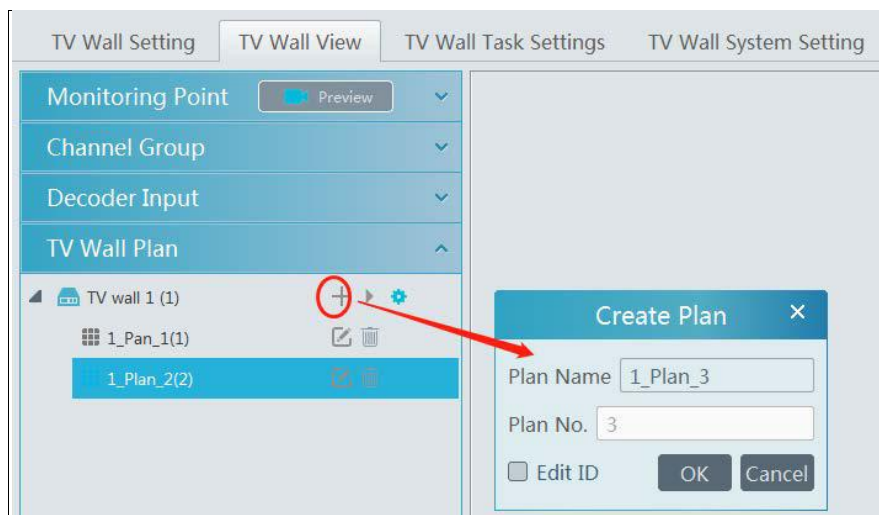 TV Wall Setting TV Wall View TV Wall Task Settings TV Wall System Setting
Monitoring Point Preview
Channel Group
Decoder Input
TV Wall Plan
TV wall 1 (1)
1_Pan_1(1)
1_Plan_2(2)
Create Plan
Plan Name 1_Plan_3
Plan No. 3
Edit ID OK Cancel